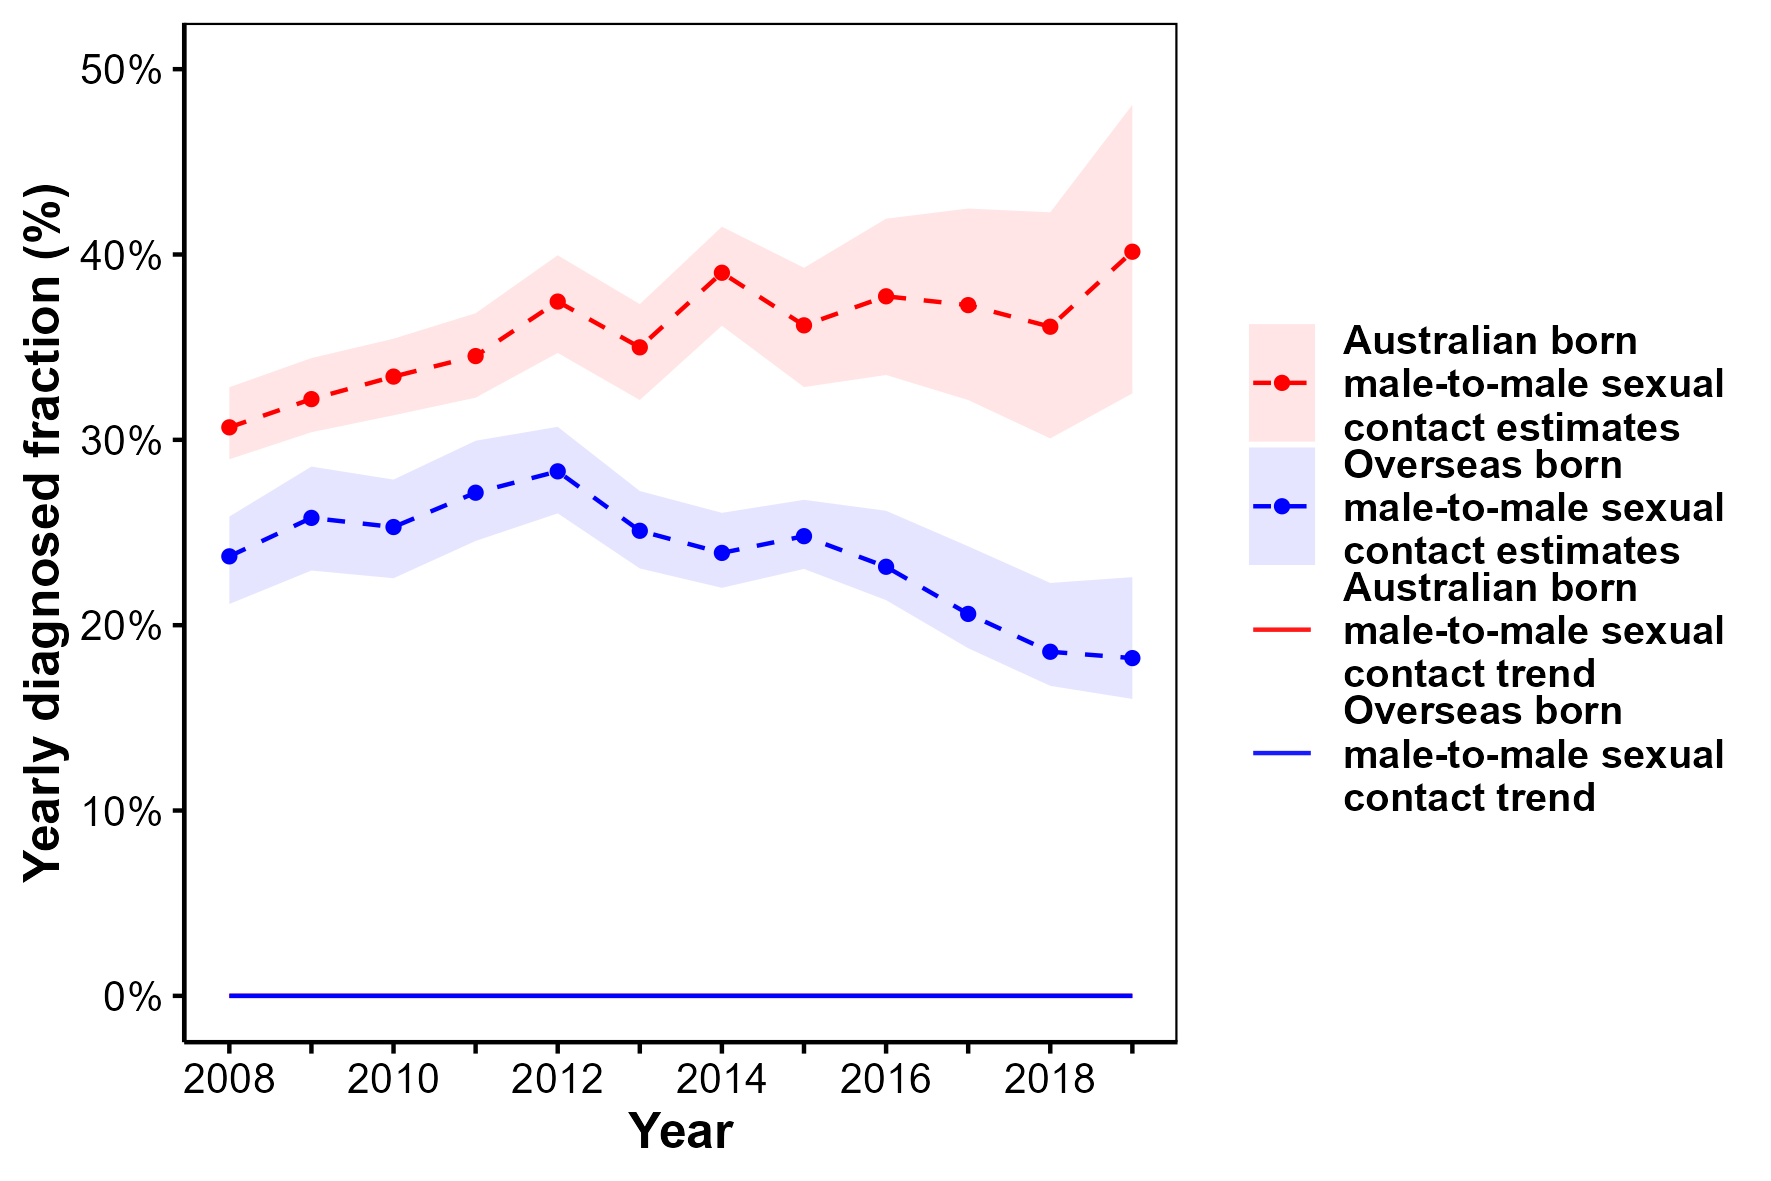 Yearly diagnosed fraction (%)
50%
40%
30%
20%
10%
0%
2008 2010 2012 2014 2016 2018
Year
Australian born
male-to-male sexual
contact estimates
Overseas born
male-to-male sexual
contact estimates
Australian born
male-to-male sexual
contact trend
Overseas born
male-to-male sexual
contact trend